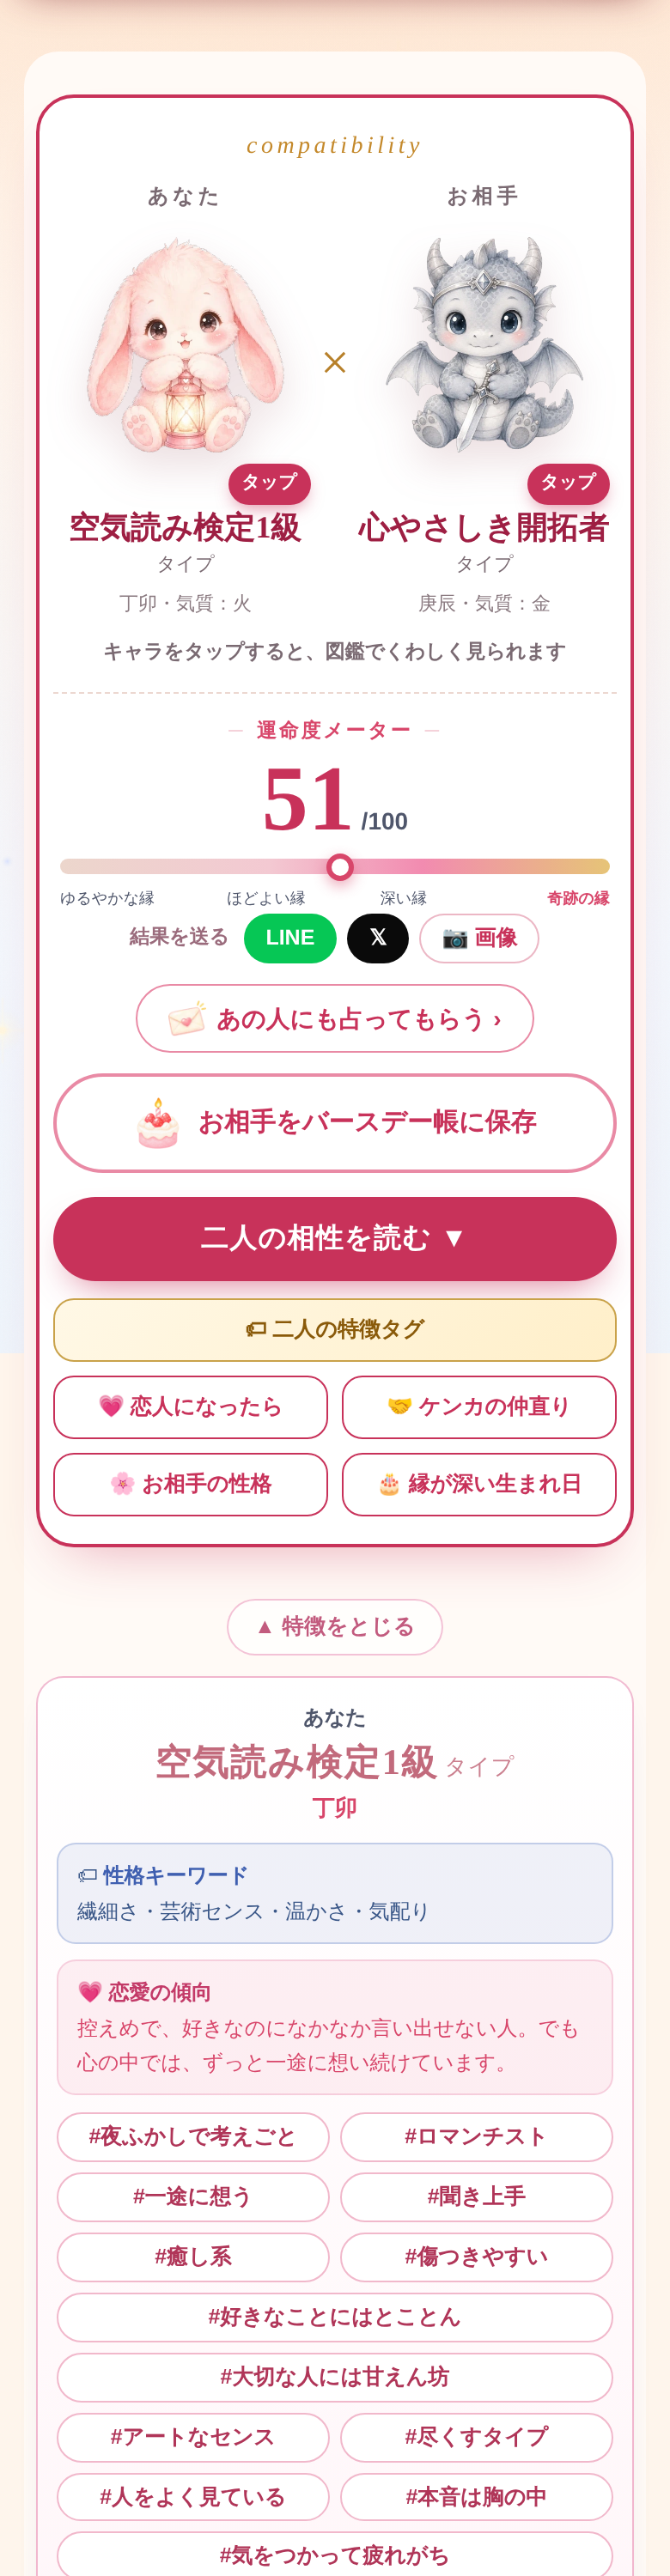 compatibility
あなた
お相手
×
タップ
タップ
空気読み検定1級
心やさしき開拓者
タイプ
タイプ
丁卯・気質：火
庚辰・気質：金
キャラをタップすると、図鑑でくわしく見られます
運命度メーター
51 /100
ゆるやかな縁 ほどよい縁 深い縁 奇跡の縁
結果を送る LINE 𝕏 📷 画像
あの人にも占ってもらう ›
お相手をバースデー帳に保存
二人の相性を読む ▼
🏷 二人の特徴タグ
💗 恋人になったら
🤝 ケンカの仲直り
🌸 お相手の性格
🎂 縁が深い生まれ日
▲ 特徴をとじる
あなた
空気読み検定1級 タイプ
丁卯
🏷 性格キーワード
繊細さ・芸術センス・温かさ・気配り
💗 恋愛の傾向
控えめで、好きなのになかなか言い出せない人。でも
心の中では、ずっと一途に想い続けています。
#夜ふかしで考えごと
#ロマンチスト
#一途に想う
#聞き上手
#癒し系
#傷つきやすい
#好きなことにはとことん
#大切な人には甘えん坊
#アートなセンス
#尽くすタイプ
#人をよく見ている
#本音は胸の中
#気をつかって疲れがち